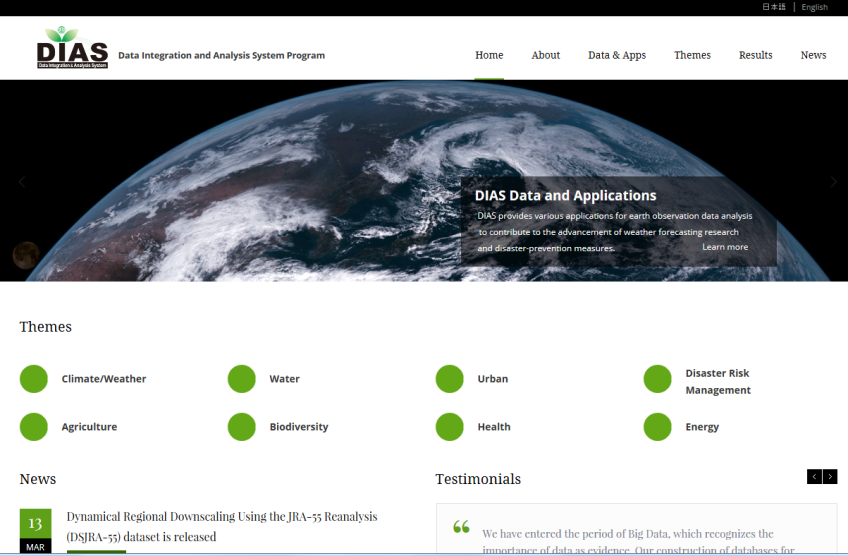 日本語 | English
DIAS
Data Integration & Analysis System
Data Integration and Analysis System Program
Home About Data & Apps Themes Results News
DIAS Data and Applications
DIAS provides various applications for earth observation data analysis
to contribute to the advancement of weather forecasting research
and disaster-prevention measures.
Learn more
Themes
Climate/Weather
Water
Urban
Disaster Risk
Management
Agriculture
Biodiversity
Health
Energy
News
13
MAR
Dynamical Regional Downscaling Using the JRA-55 Reanalysis
(DSJRA-55) dataset is released
Testimonials
We have entered the period of Big Data, which recognizes the
importance of data as evidence. Our construction of databases for